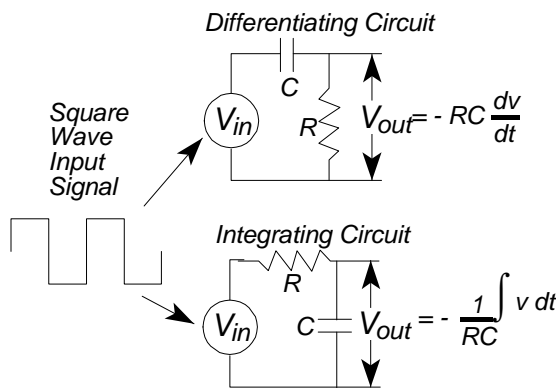 Differentiating Circuit
C
Square
Wave
Input
Signal
V_in
R
V_out = - RC dv/dt
Integrating Circuit
R
V_in
C
V_out = - 1/RC ∫ v dt